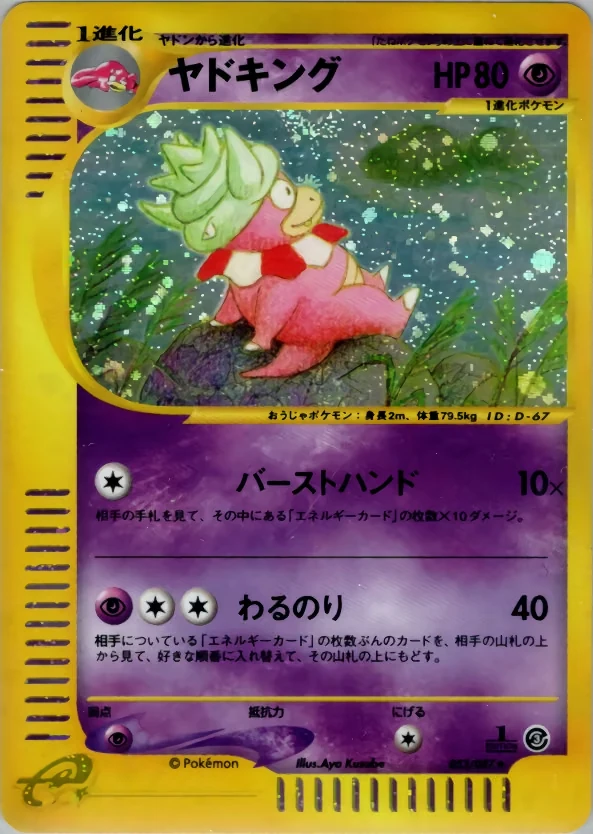 1進化
ヤドンから進化
ヤドキング
HP80
1進化ポケモン
おうじゃポケモン：身長2m、体重79.5kg ID：D-67
バーストハンド 10×
相手の手札を見て、その中にある「エネルギーカード」の枚数×10ダメージ。
わるのり 40
相手についている「エネルギーカード」の枚数ぶんのカードを、相手の山札の上
から見て、好きな順番に入れ替えて、その山札の上にもどす。
弱点 抵抗力 にげる
1
EDITION
3
©Pokémon
Illus.Ayo Kusube
e